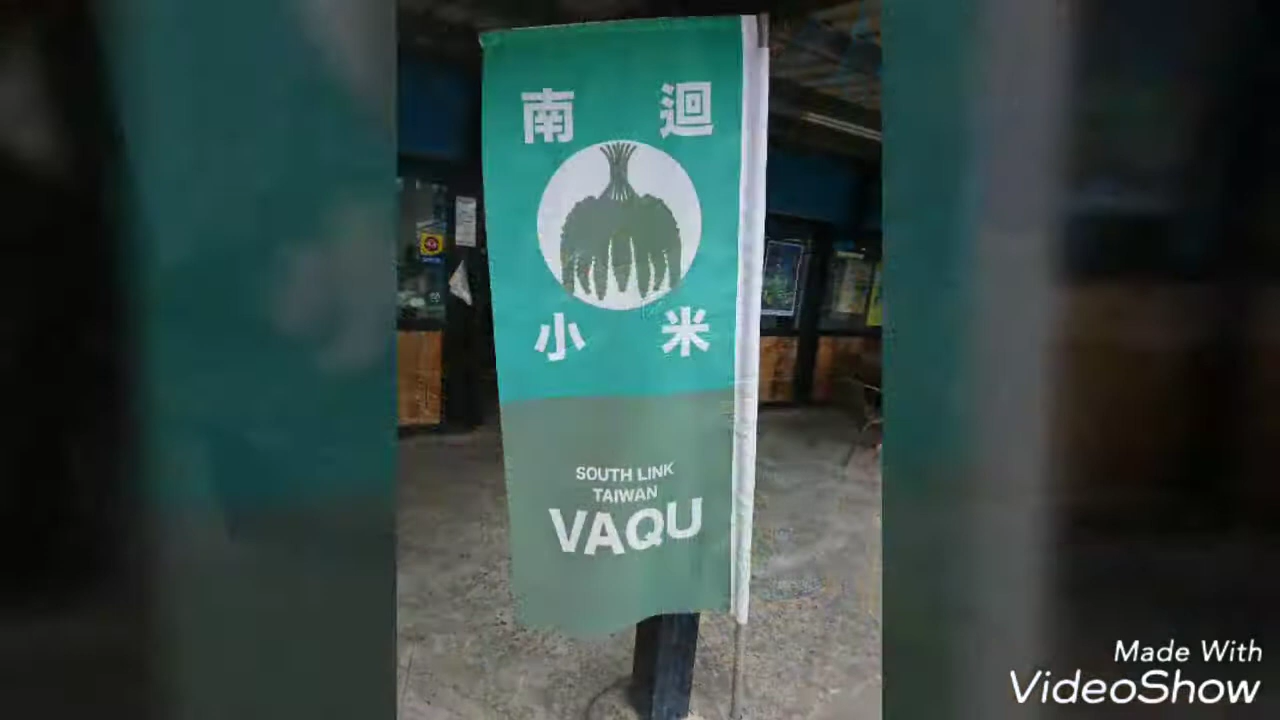 南 迴
小 米
SOUTH LINK
TAIWAN
VAQU
Made With
VideoShow